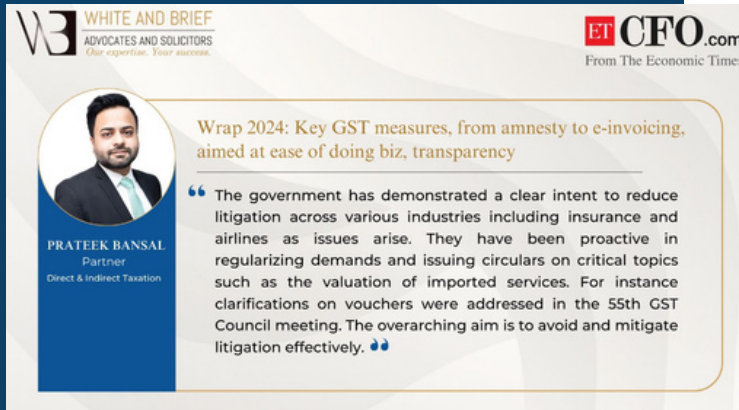 WB
WHITE AND BRIEF
ADVOCATES AND SOLICITORS
Our expertise. Your success.
ET CFO.com
From The Economic Times
Wrap 2024: Key GST measures, from amnesty to e-invoicing,
aimed at ease of doing biz, transparency
“ The government has demonstrated a clear intent to reduce
litigation across various industries including insurance and
airlines as issues arise. They have been proactive in
regularizing demands and issuing circulars on critical topics
such as the valuation of imported services. For instance
clarifications on vouchers were addressed in the 55th GST
Council meeting. The overarching aim is to avoid and mitigate
litigation effectively. ”
PRATEEK BANSAL
Partner
Direct & Indirect Taxation